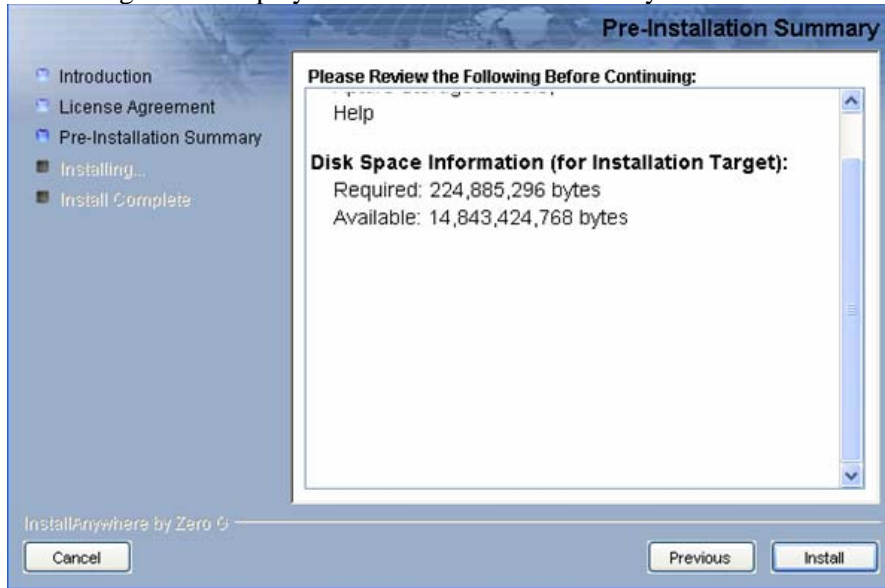 Pre-Installation Summary
Introduction
License Agreement
Pre-Installation Summary
Installing...
Install Complete
Please Review the Following Before Continuing:
Help
Disk Space Information (for Installation Target):
Required: 224,885,296 bytes
Available: 14,843,424,768 bytes
InstallAnywhere by Zero G
Cancel
Previous
Install